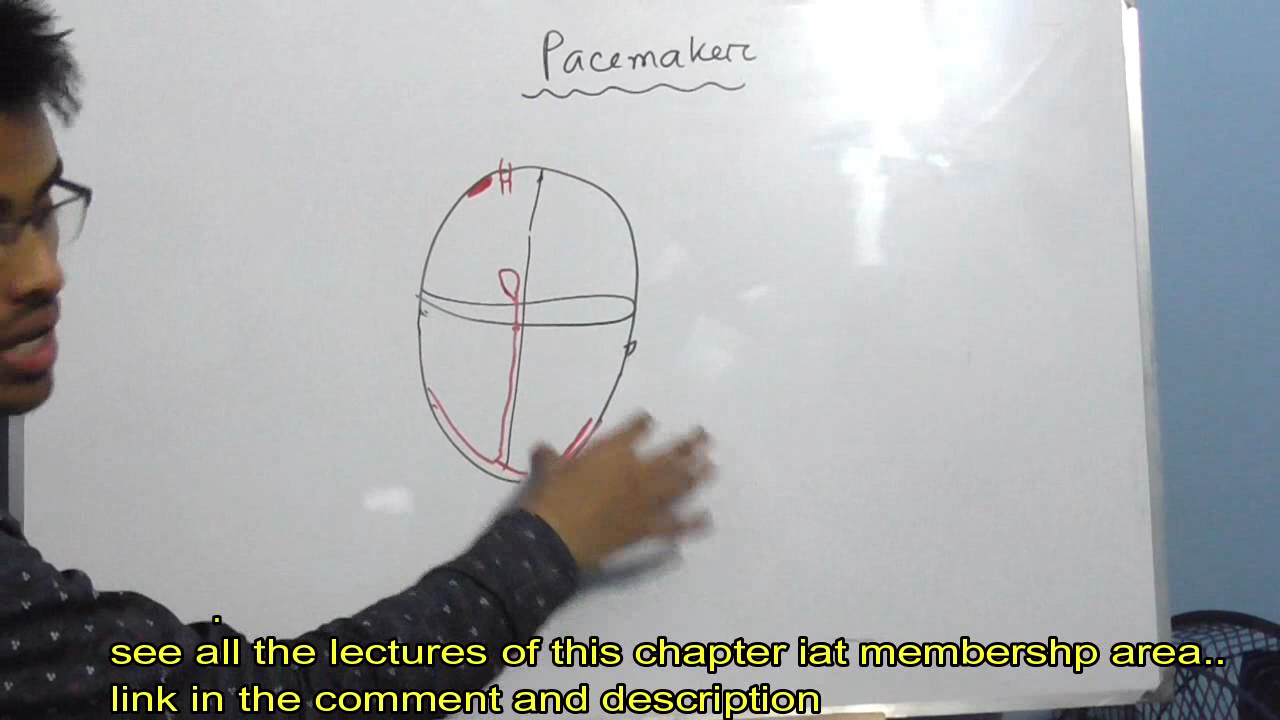 Pacemaker
.
see all the lectures of this chapter iat membershp area..
link in the comment and description